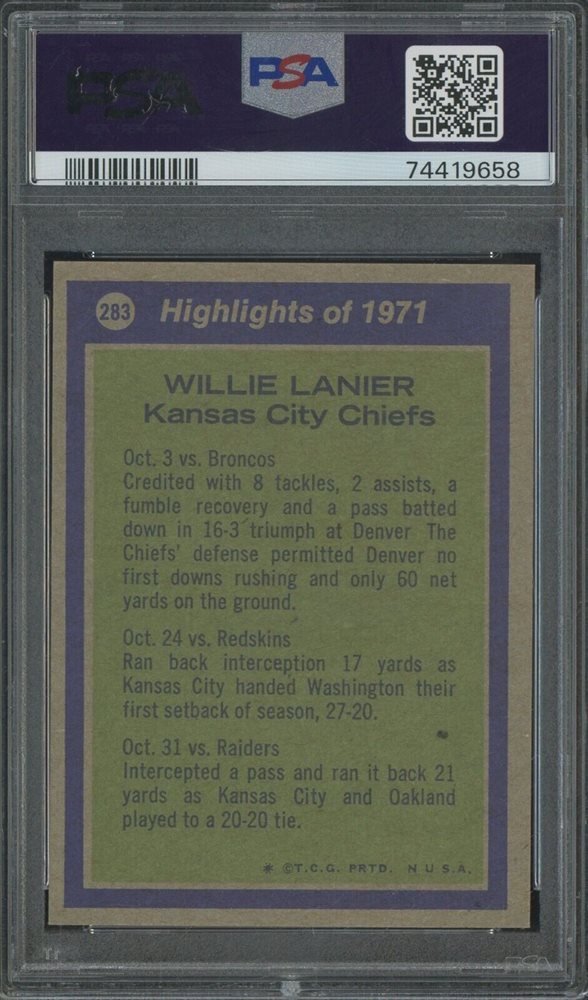 PSA
PSA
74419658
283
Highlights of 1971
WILLIE LANIER
Kansas City Chiefs
Oct. 3 vs. Broncos
Credited with 8 tackles, 2 assists, a
fumble recovery and a pass batted
down in 16-3 triumph at Denver The
Chiefs' defense permitted Denver no
first downs rushing and only 60 net
yards on the ground.
Oct. 24 vs. Redskins
Ran back interception 17 yards as
Kansas City handed Washington their
first setback of season, 27-20.
Oct. 31 vs. Raiders
Intercepted a pass and ran it back 21
yards as Kansas City and Oakland
played to a 20-20 tie.
* ©T.C.G. PRTD. N U S.A.
PSA